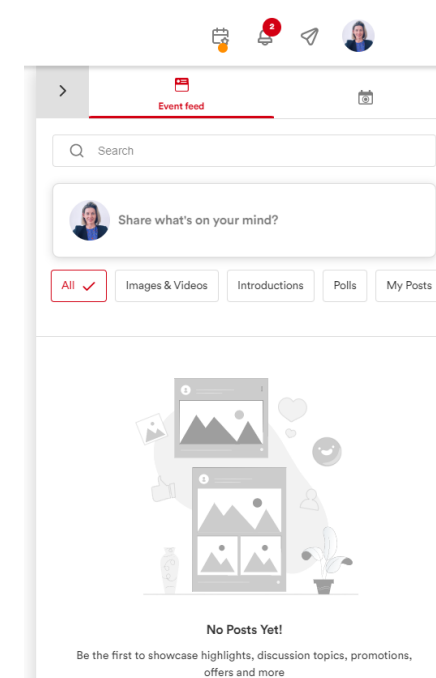 2
Event feed
Search
Share what's on your mind?
All
Images & Videos
Introductions
Polls
My Posts
No Posts Yet!
Be the first to showcase highlights, discussion topics, promotions,
offers and more